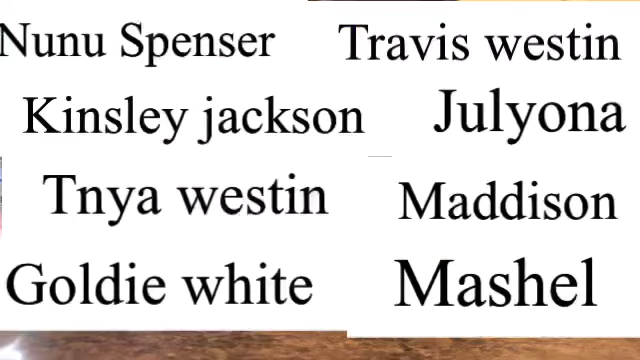 Nunu Spenser
Travis westin
Kinsley jackson
Julyona
Tnya westin
Maddison
Goldie white
Mashel